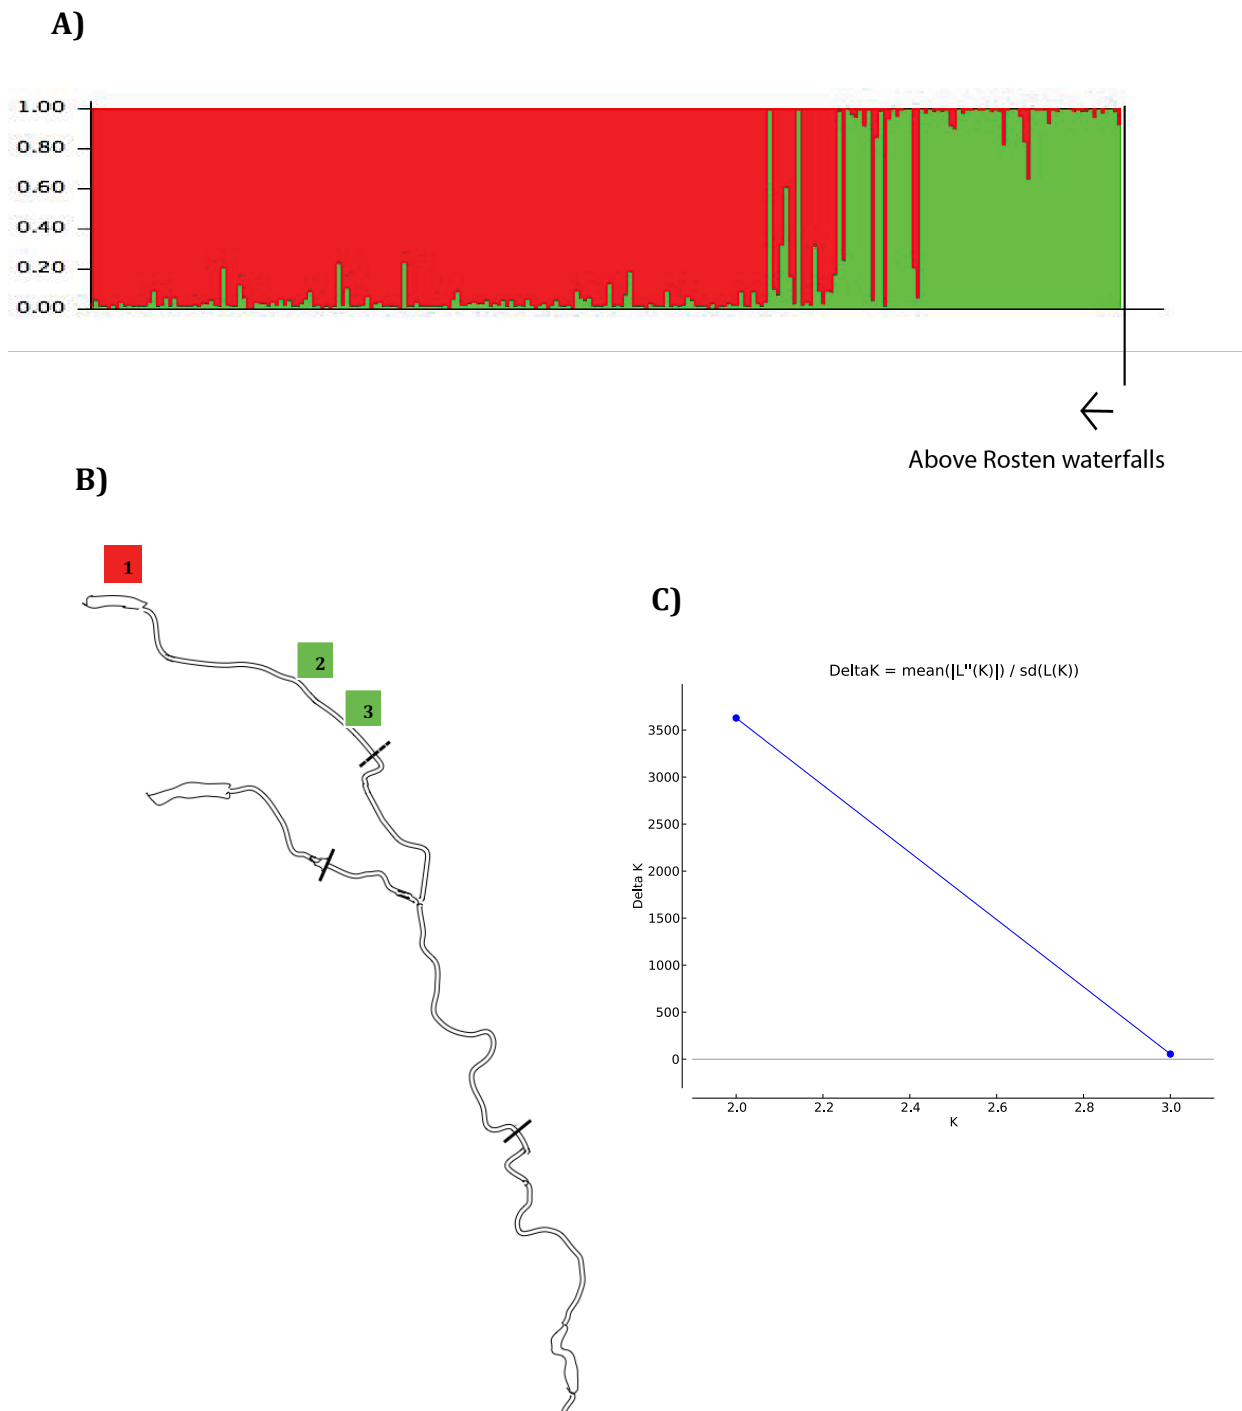 A)
1.00
0.80
0.60
0.40
0.20
0.00
Above Rosten waterfalls
B)
1
2
3
C)
DeltaK = mean(|L"(K)|) / sd(L(K))
Delta K
3500
3000
2500
2000
1500
1000
500
0
2.0 2.2 2.4 2.6 2.8 3.0
K